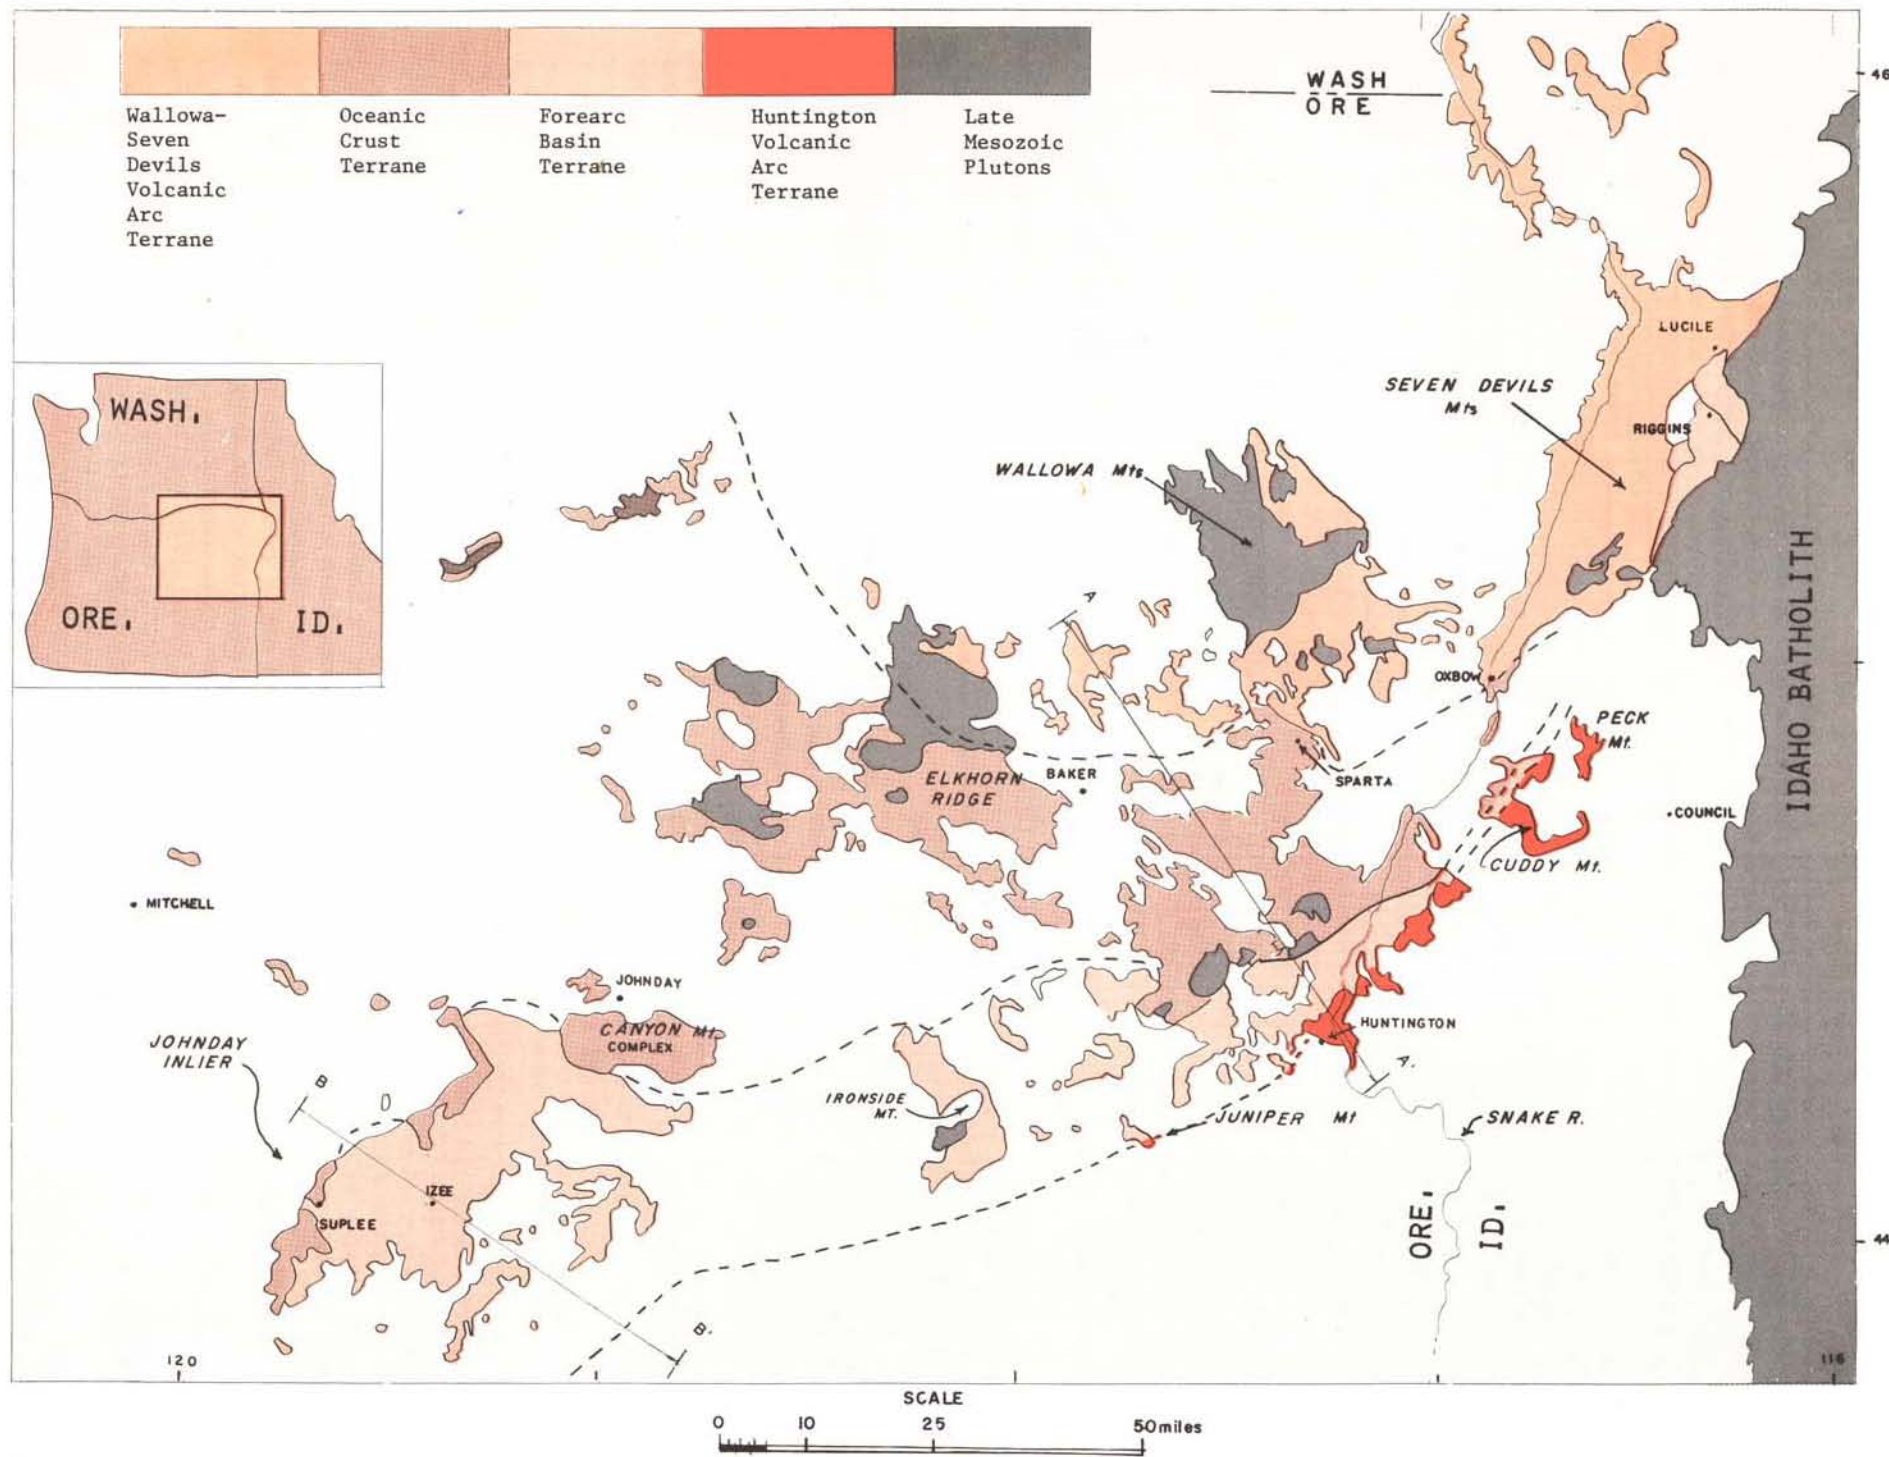 Wallowa-
Seven
Devils
Volcanic
Arc
Terrane
Oceanic
Crust
Terrane
Forearc
Basin
Terrane
Huntington
Volcanic
Arc
Terrane
Late
Mesozoic
Plutons
WASH
ORE
46
LUCILE
SEVEN DEVILS
Mts
RIGGINS
WASH.
ORE.
ID.
WALLOWA Mts
IDAHO BATHOLITH
A
OXBOW
PECK
Mt.
ELKHORN
RIDGE
BAKER
SPARTA
COUNCIL
CUDDY Mt.
MITCHELL
JOHNDAY
CANYON Mt.
COMPLEX
HUNTINGTON
JOHNDAY
INLIER
B
A.
IRONSIDE
MT.
JUNIPER Mt
SNAKE R.
IZEE
SUPLEE
ORE.
ID.
44
B.
120
116
SCALE
0 10 25 50 miles